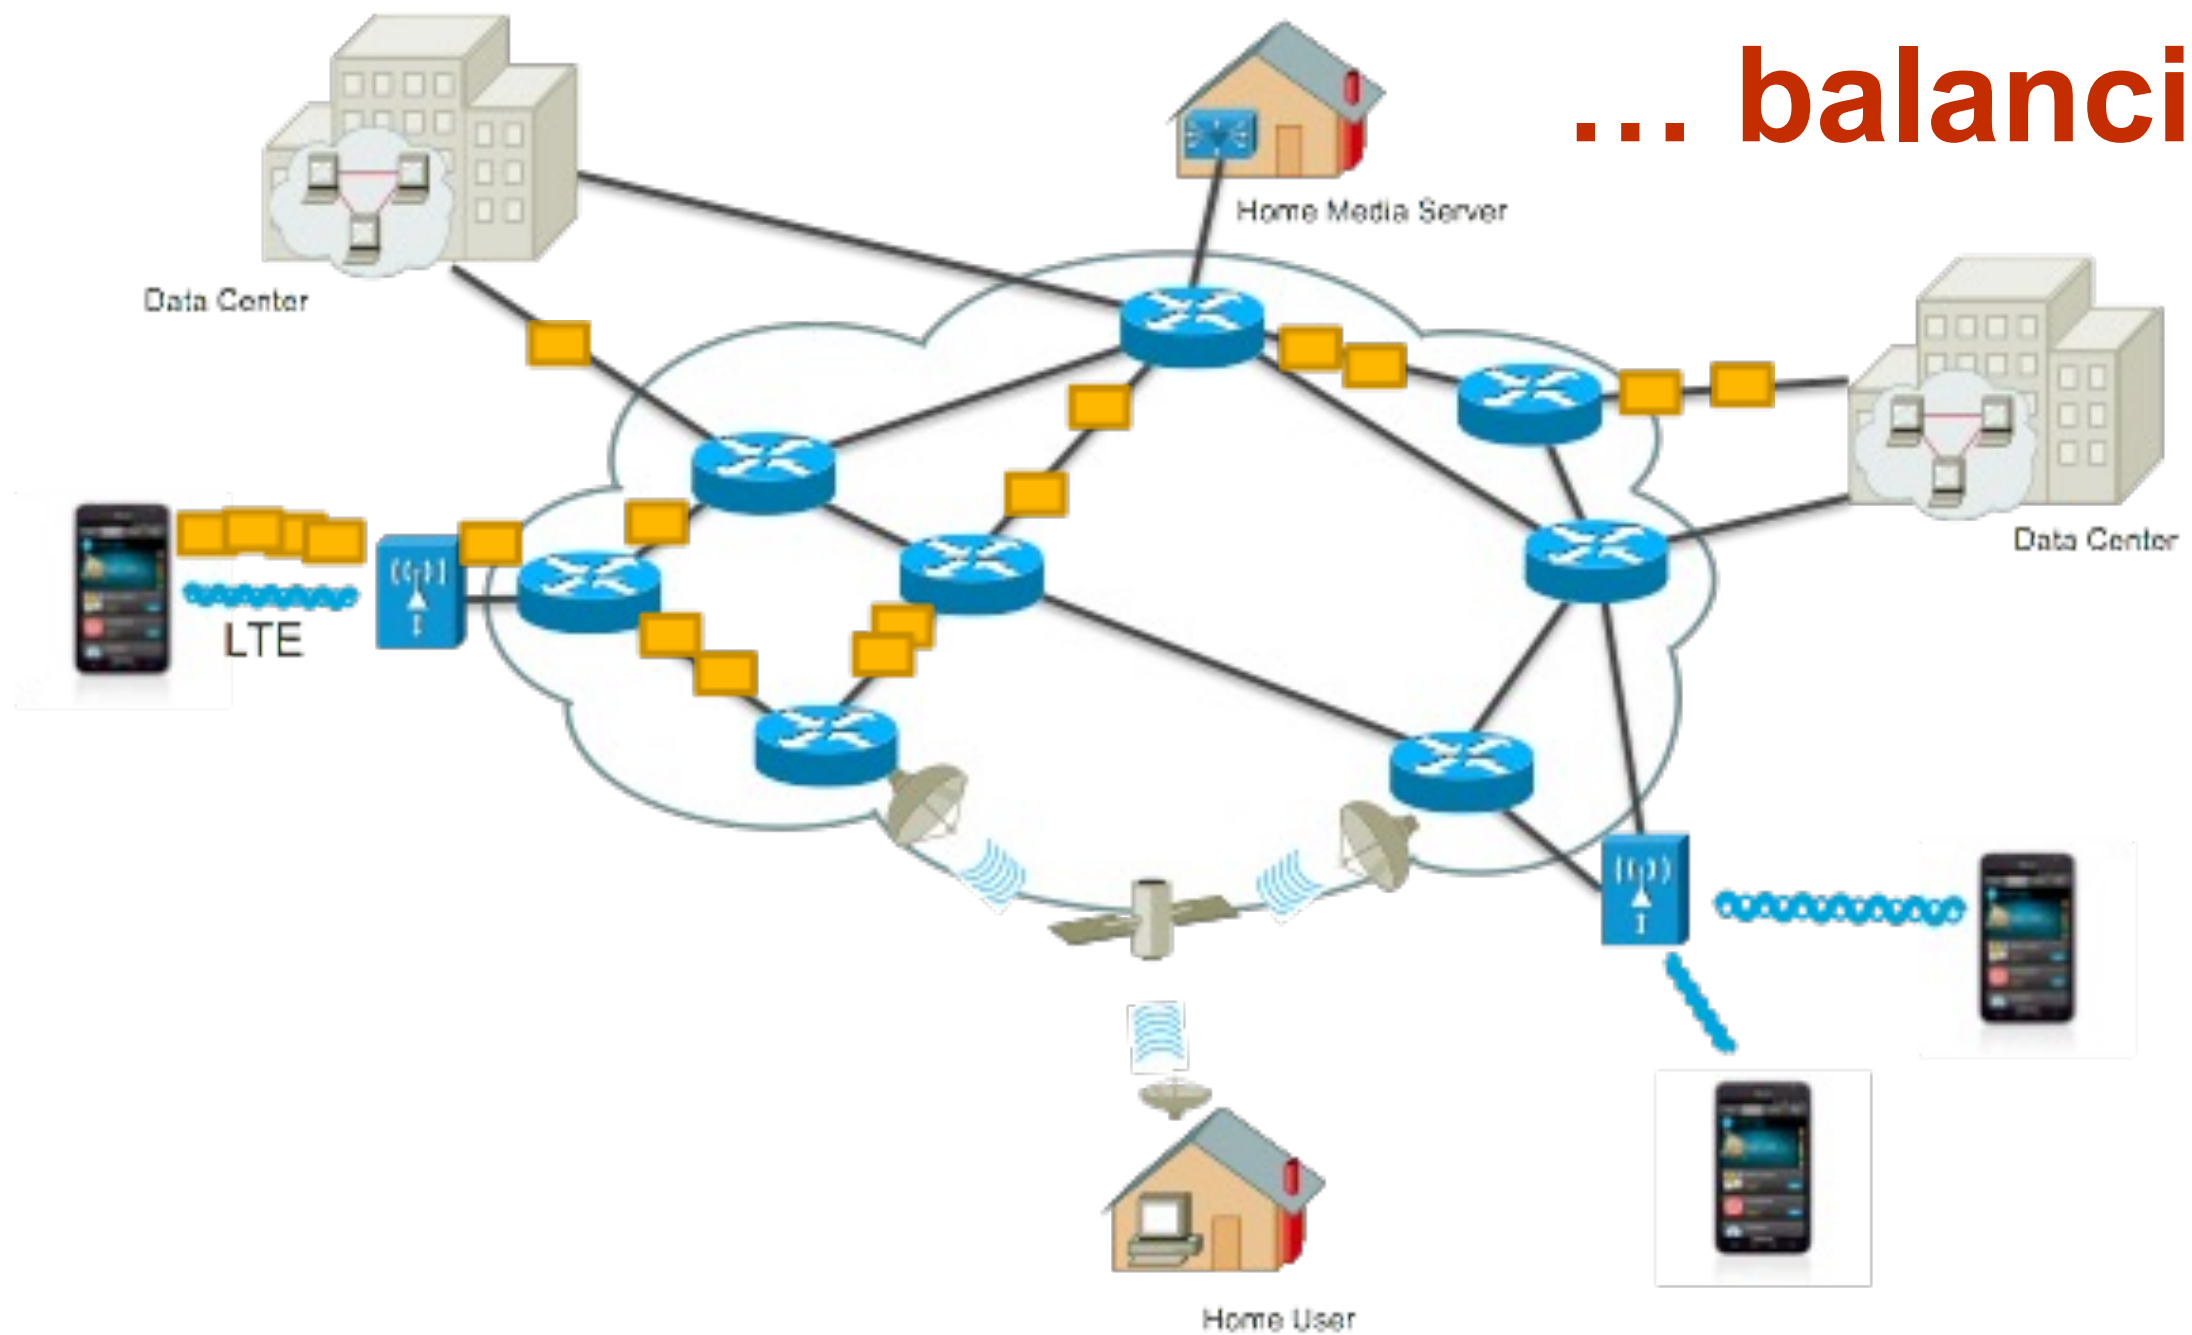 … balanci
Home Media Server
Data Center
Data Center
LTE
Home User